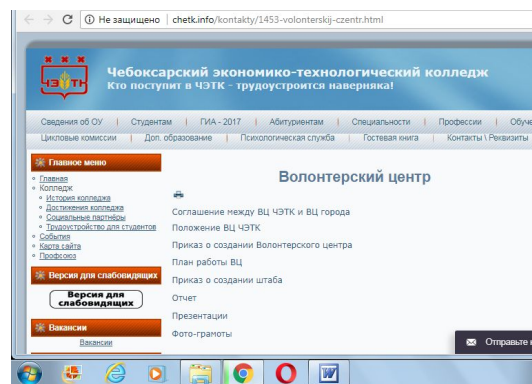 Не защищено | chetk.info/kontakty/1453-volonterskij-czentr.html
ЧЭТК
Чебоксарский экономико-технологический колледж
Кто поступит в ЧЭТК - трудоустроится наверняка!
Сведения об ОУ | Студентам | ГИА - 2017 | Абитуриентам | Специальности | Профессии | Обуче
Цикловые комиссии | Доп. образование | Психологическая служба | Гостевая книга | Контакты \ Реквизиты
Главное меню
Главная
Колледж
История колледжа
Достижения колледжа
Социальные партнёры
Трудоустройство для студентов
События
Карта сайта
Профсоюз
Версия для слабовидящих
Версия для
слабовидящих
Вакансии
Вакансии
Волонтерский центр
Соглашение между ВЦ ЧЭТК и ВЦ города
Положение ВЦ ЧЭТК
Приказ о создании Волонтерского центра
План работы ВЦ
Приказ о создании штаба
Отчет
Презентации
Фото-грамоты
Отправьте